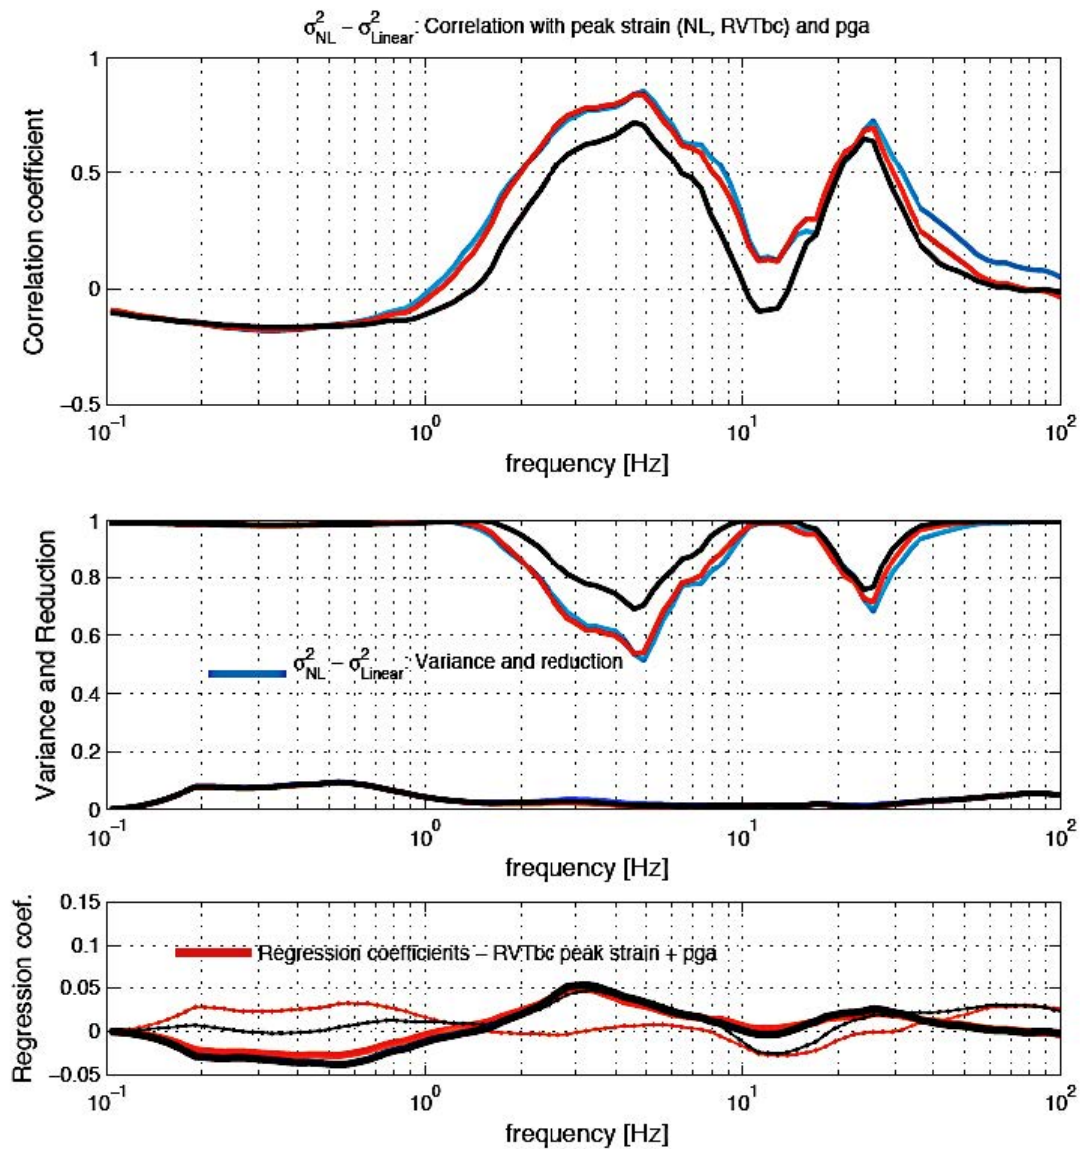 σ²NL – σ²Linear: Correlation with peak strain (NL, RVTbc) and pga
1
0.5
0
–0.5
Correlation coefficient
10⁻¹ 10⁰ 10¹ 10²
frequency [Hz]
1
0.8
0.6
0.4
0.2
0
Variance and Reduction
σ²NL – σ²Linear: Variance and reduction
10⁻¹ 10⁰ 10¹ 10²
frequency [Hz]
0.15
0.1
0.05
0
–0.05
Regression coef.
Regression coefficients – RVTbc peak strain + pga
10⁻¹ 10⁰ 10¹ 10²
frequency [Hz]